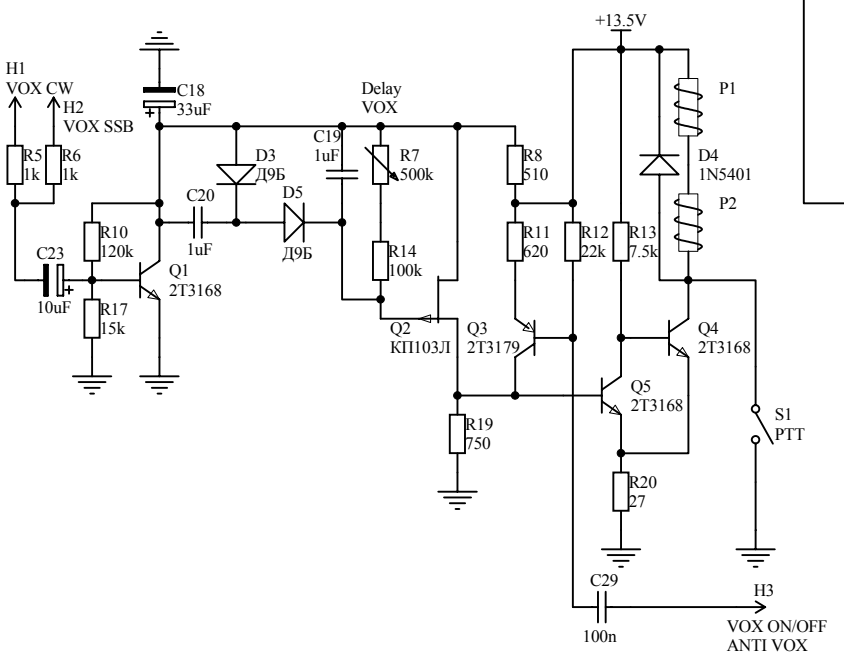 +13.5V
H1
VOX CW
H2
VOX SSB
C18
33uF
+
Delay
VOX
P1
R5
1k
R6
1k
D3
Д9Б
C19
1uF
R7
500k
R8
510
D4
1N5401
C20
1uF
D5
Д9Б
P2
R10
120k
R11
620
R12
22k
R13
7.5k
C23
10uF
+
Q1
2T3168
R14
100k
R17
15k
Q2
КП103Л
Q3
2T3179
Q4
2T3168
Q5
2T3168
R19
750
S1
PTT
R20
27
C29
100n
H3
VOX ON/OFF
ANTI VOX